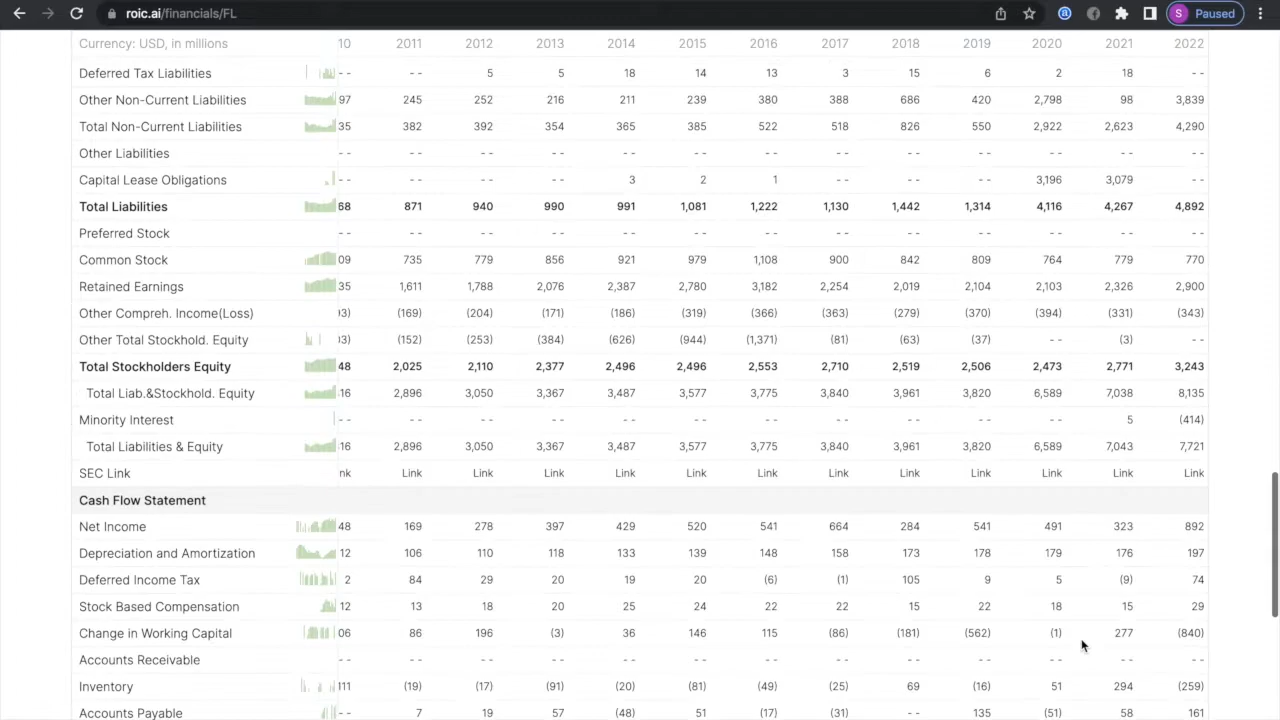 roic.ai/financials/FL
S Paused
Currency: USD, in millions 10 2011 2012 2013 2014 2015 2016 2017 2018 2019 2020 2021 2022
Deferred Tax Liabilities - - - - 5 5 18 14 13 3 15 6 2 18 - -
Other Non-Current Liabilities 97 245 252 216 211 239 380 388 686 420 2,798 98 3,839
Total Non-Current Liabilities 35 382 392 354 365 385 522 518 826 550 2,922 2,623 4,290
Other Liabilities - - - - - - - - - - - - - - - - - - - - - - - - - -
Capital Lease Obligations - - - - - - - - 3 2 1 - - - - - - 3,196 3,079 - -
Total Liabilities 68 871 940 990 991 1,081 1,222 1,130 1,442 1,314 4,116 4,267 4,892
Preferred Stock - - - - - - - - - - - - - - - - - - - - - - - - - -
Common Stock 09 735 779 856 921 979 1,108 900 842 809 764 779 770
Retained Earnings 35 1,611 1,788 2,076 2,387 2,780 3,182 2,254 2,019 2,104 2,103 2,326 2,900
Other Compreh. Income(Loss) 93) (169) (204) (171) (186) (319) (366) (363) (279) (370) (394) (331) (343)
Other Total Stockhold. Equity 03) (152) (253) (384) (626) (944) (1,371) (81) (63) (37) - - (3) - -
Total Stockholders Equity 48 2,025 2,110 2,377 2,496 2,496 2,553 2,710 2,519 2,506 2,473 2,771 3,243
Total Liab.&Stockhold. Equity 16 2,896 3,050 3,367 3,487 3,577 3,775 3,840 3,961 3,820 6,589 7,038 8,135
Minority Interest - - - - - - - - - - - - - - - - - - - - - - 5 (414)
Total Liabilities & Equity 16 2,896 3,050 3,367 3,487 3,577 3,775 3,840 3,961 3,820 6,589 7,043 7,721
SEC Link nk Link Link Link Link Link Link Link Link Link Link Link Link
Cash Flow Statement
Net Income 48 169 278 397 429 520 541 664 284 541 491 323 892
Depreciation and Amortization 12 106 110 118 133 139 148 158 173 178 179 176 197
Deferred Income Tax 2 84 29 20 19 20 (6) (1) 105 9 5 (9) 74
Stock Based Compensation 12 13 18 20 25 24 22 22 15 22 18 15 29
Change in Working Capital 06 86 196 (3) 36 146 115 (86) (181) (562) (1) 277 (840)
Accounts Receivable - - - - - - - - - - - - - - - - - - - - - - - - - -
Inventory 111 (19) (17) (91) (20) (81) (49) (25) 69 (16) 51 294 (259)
Accounts Payable - - 7 19 57 (48) 51 (17) (31) - - 135 (51) 58 161